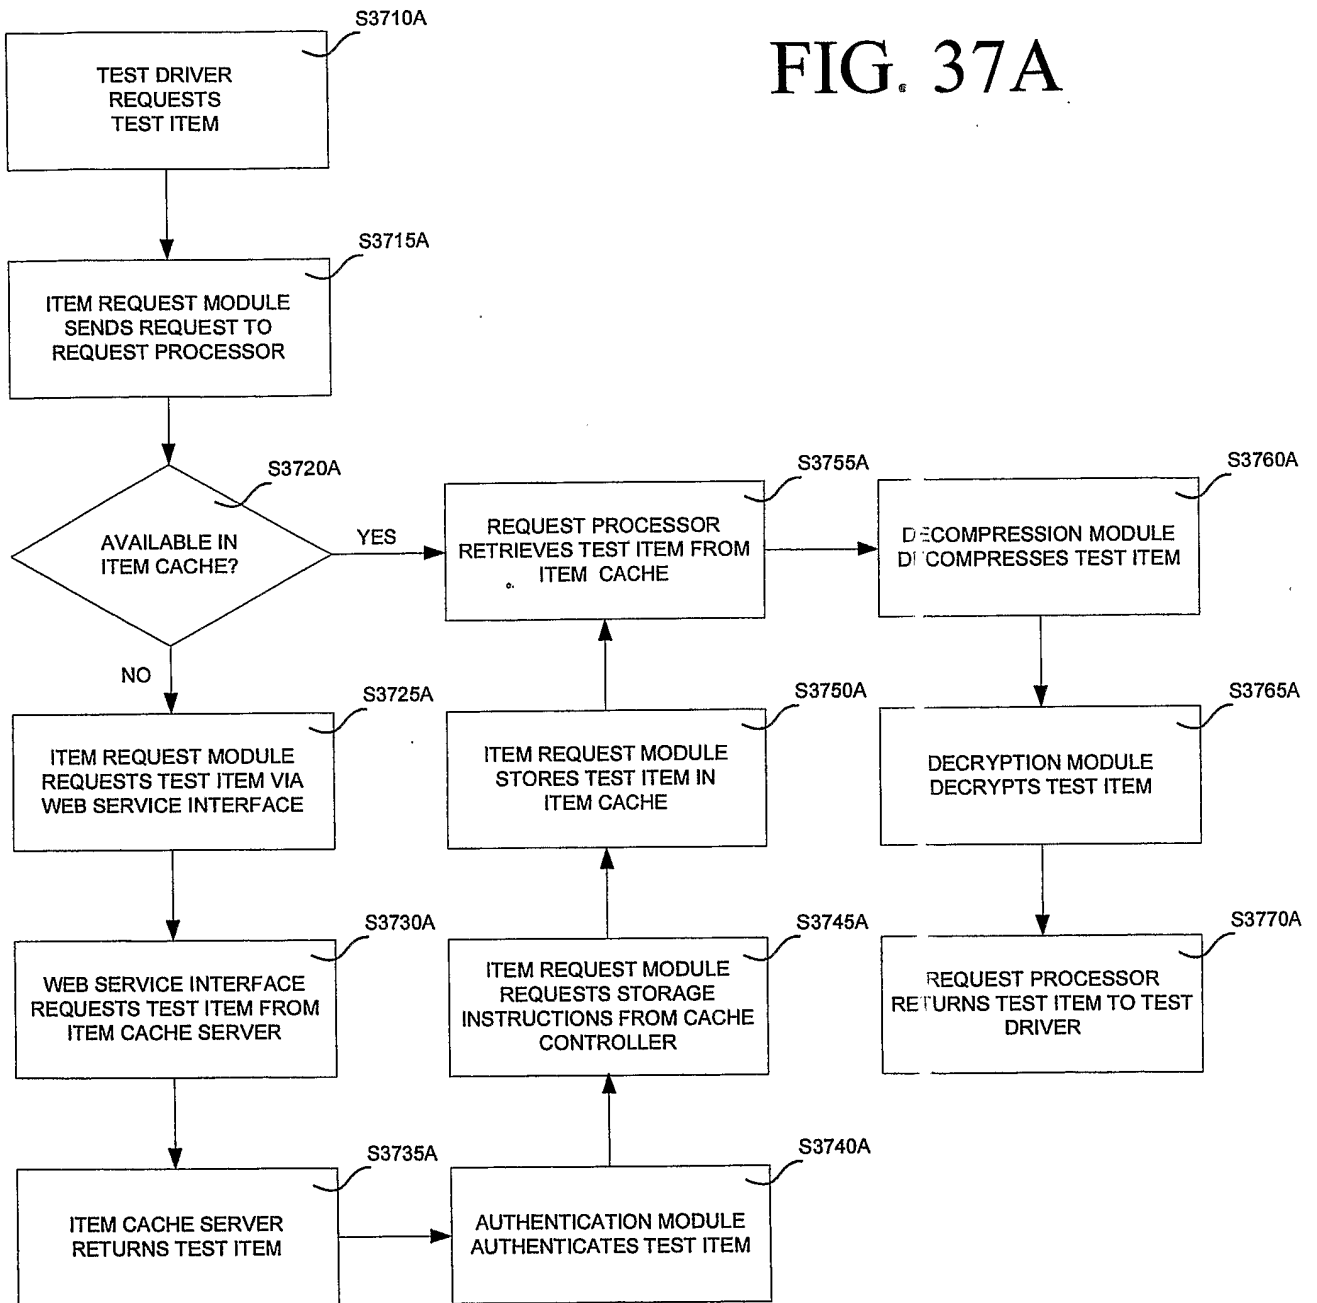 FIG. 37A
S3710A
TEST DRIVER
REQUESTS
TEST ITEM
S3715A
ITEM REQUEST MODULE
SENDS REQUEST TO
REQUEST PROCESSOR
S3720A
AVAILABLE IN
ITEM CACHE?
YES
NO
S3725A
ITEM REQUEST MODULE
REQUESTS TEST ITEM VIA
WEB SERVICE INTERFACE
S3730A
WEB SERVICE INTERFACE
REQUESTS TEST ITEM FROM
ITEM CACHE SERVER
S3735A
ITEM CACHE SERVER
RETURNS TEST ITEM
S3740A
AUTHENTICATION MODULE
AUTHENTICATES TEST ITEM
S3745A
ITEM REQUEST MODULE
REQUESTS STORAGE
INSTRUCTIONS FROM CACHE
CONTROLLER
S3750A
ITEM REQUEST MODULE
STORES TEST ITEM IN
ITEM CACHE
S3755A
REQUEST PROCESSOR
RETRIEVES TEST ITEM FROM
ITEM CACHE
S3760A
DECOMPRESSION MODULE
DECOMPRESSES TEST ITEM
S3765A
DECRYPTION MODULE
DECRYPTS TEST ITEM
S3770A
REQUEST PROCESSOR
RETURNS TEST ITEM TO TEST
DRIVER